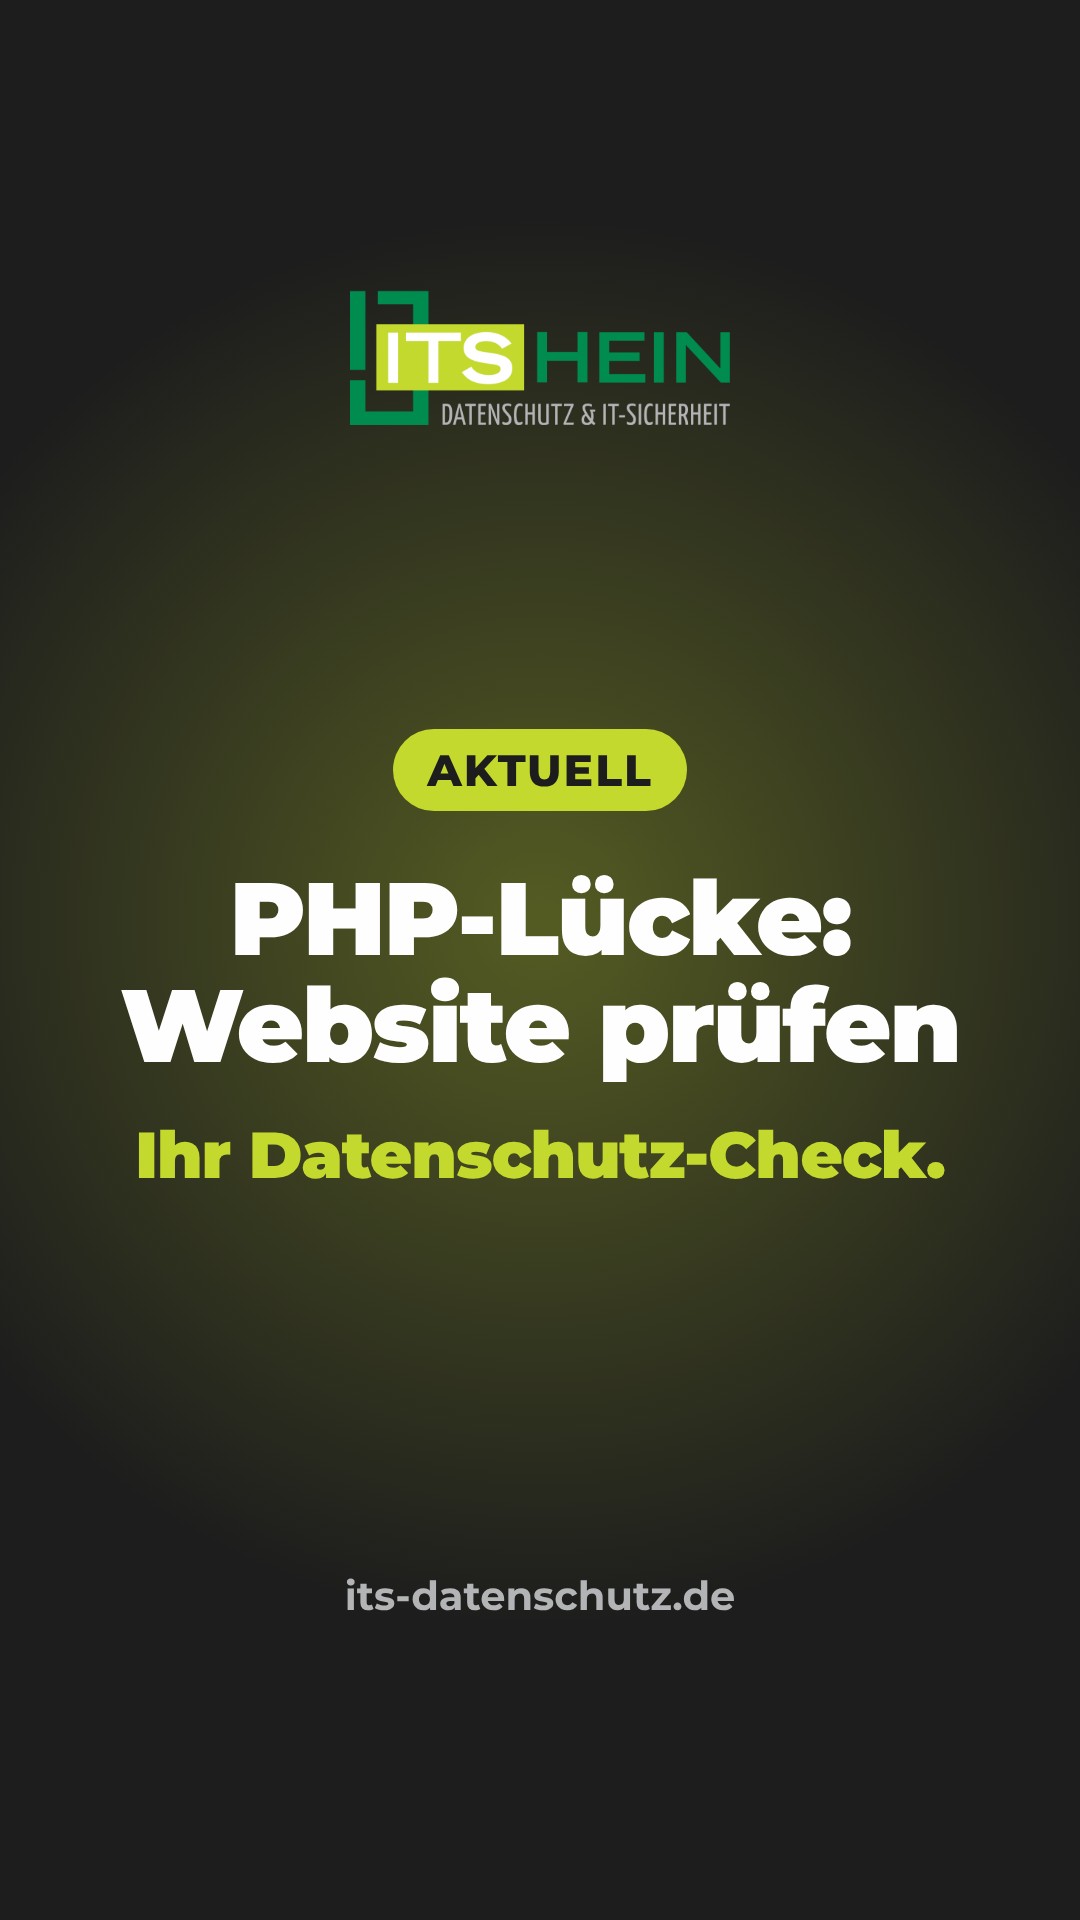 ITS HEIN
DATENSCHUTZ & IT-SICHERHEIT
AKTUELL
PHP-Lücke:
Website prüfen
Ihr Datenschutz-Check.
its-datenschutz.de